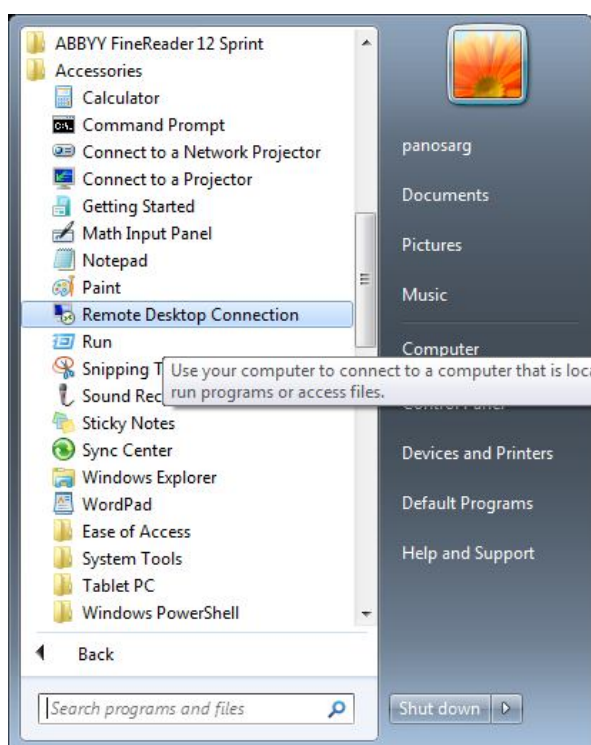 ABBYY FineReader 12 Sprint
Accessories
Calculator
Command Prompt
Connect to a Network Projector
Connect to a Projector
Getting Started
Math Input Panel
Notepad
Paint
Remote Desktop Connection
Run
Snipping T
Sound Rec
Sticky Notes
Sync Center
Windows Explorer
WordPad
Ease of Access
System Tools
Tablet PC
Windows PowerShell
Back
Search programs and files
panosarg
Documents
Pictures
Music
Computer
Use your computer to connect to a computer that is loca
run programs or access files.
Control Panel
Devices and Printers
Default Programs
Help and Support
Shut down